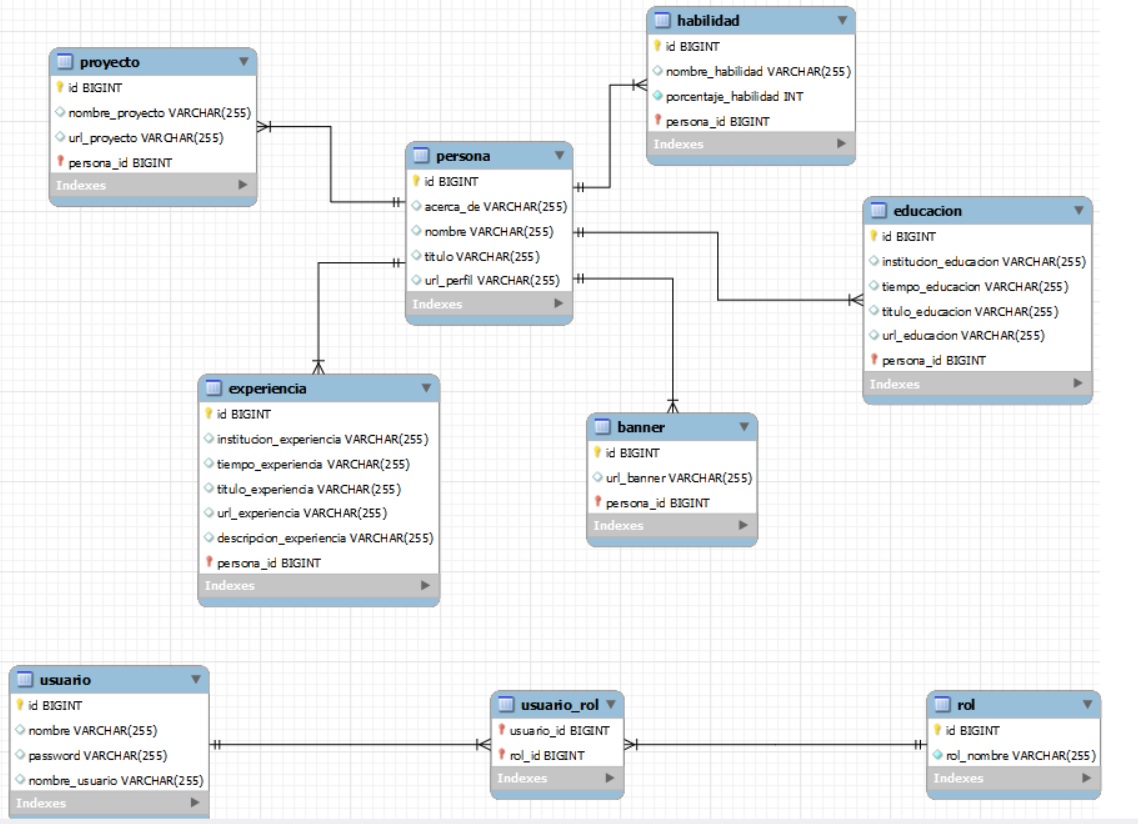 habilidad
id BIGINT
nombre_habilidad VARCHAR(255)
porcentaje_habilidad INT
persona_id BIGINT
Indexes
proyecto
id BIGINT
nombre_proyecto VARCHAR(255)
url_proyecto VARCHAR(255)
persona_id BIGINT
Indexes
persona
id BIGINT
acerca_de VARCHAR(255)
nombre VARCHAR(255)
titulo VARCHAR(255)
url_perfil VARCHAR(255)
Indexes
educacion
id BIGINT
institucion_educacion VARCHAR(255)
tiempo_educacion VARCHAR(255)
titulo_educacion VARCHAR(255)
url_educacion VARCHAR(255)
persona_id BIGINT
Indexes
experiencia
id BIGINT
institucion_experiencia VARCHAR(255)
tiempo_experiencia VARCHAR(255)
titulo_experiencia VARCHAR(255)
url_experiencia VARCHAR(255)
descripcion_experiencia VARCHAR(255)
persona_id BIGINT
Indexes
banner
id BIGINT
url_banner VARCHAR(255)
persona_id BIGINT
Indexes
usuario
id BIGINT
nombre VARCHAR(255)
password VARCHAR(255)
nombre_usuario VARCHAR(255)
Indexes
usuario_rol
usuario_id BIGINT
rol_id BIGINT
Indexes
rol
id BIGINT
rol_nombre VARCHAR(255)
Indexes